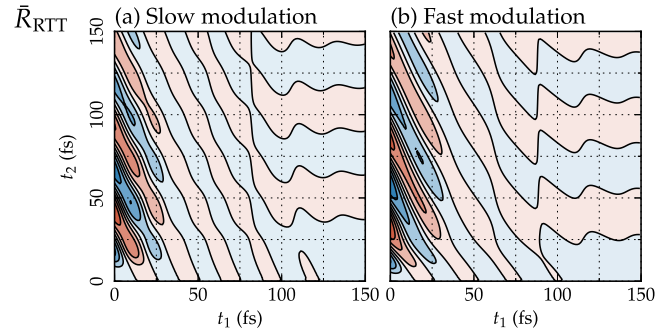 R̄RTT
(a) Slow modulation
(b) Fast modulation
150
100
50
0
t2 (fs)
0 50 100 150
t1 (fs)
0 50 100 150
t1 (fs)